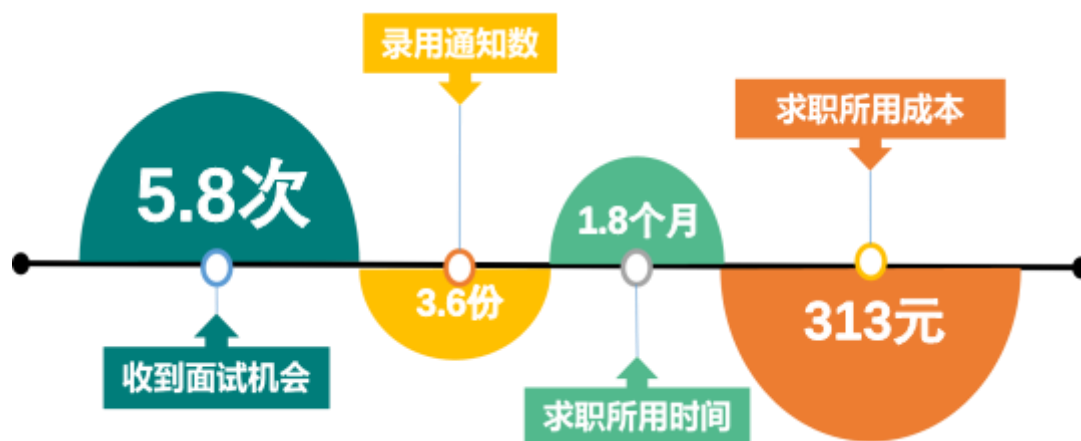 录用通知数
求职所用成本
5.8次
1.8个月
3.6份
313元
收到面试机会
求职所用时间